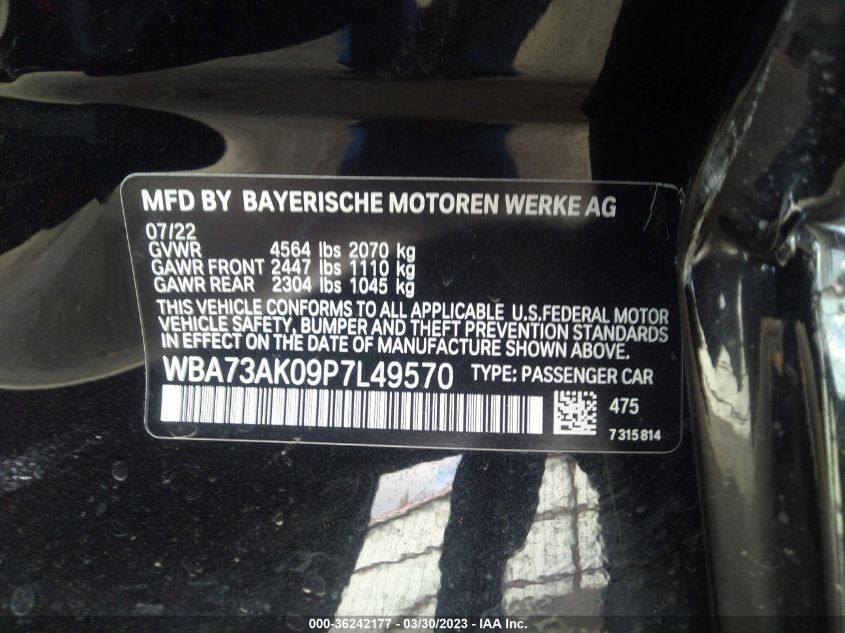 MFD BY BAYERISCHE MOTOREN WERKE AG
07/22
GVWR 4564 lbs 2070 kg
GAWR FRONT 2447 lbs 1110 kg
GAWR REAR 2304 lbs 1045 kg
THIS VEHICLE CONFORMS TO ALL APPLICABLE U.S.FEDERAL MOTOR
VEHICLE SAFETY, BUMPER AND THEFT PREVENTION STANDARDS
IN EFFECT ON THE DATE OF MANUFACTURE SHOWN ABOVE.
WBA73AK09P7L49570 TYPE: PASSENGER CAR
475
7 315 814
000-36242177 - 03/30/2023 - IAA Inc.